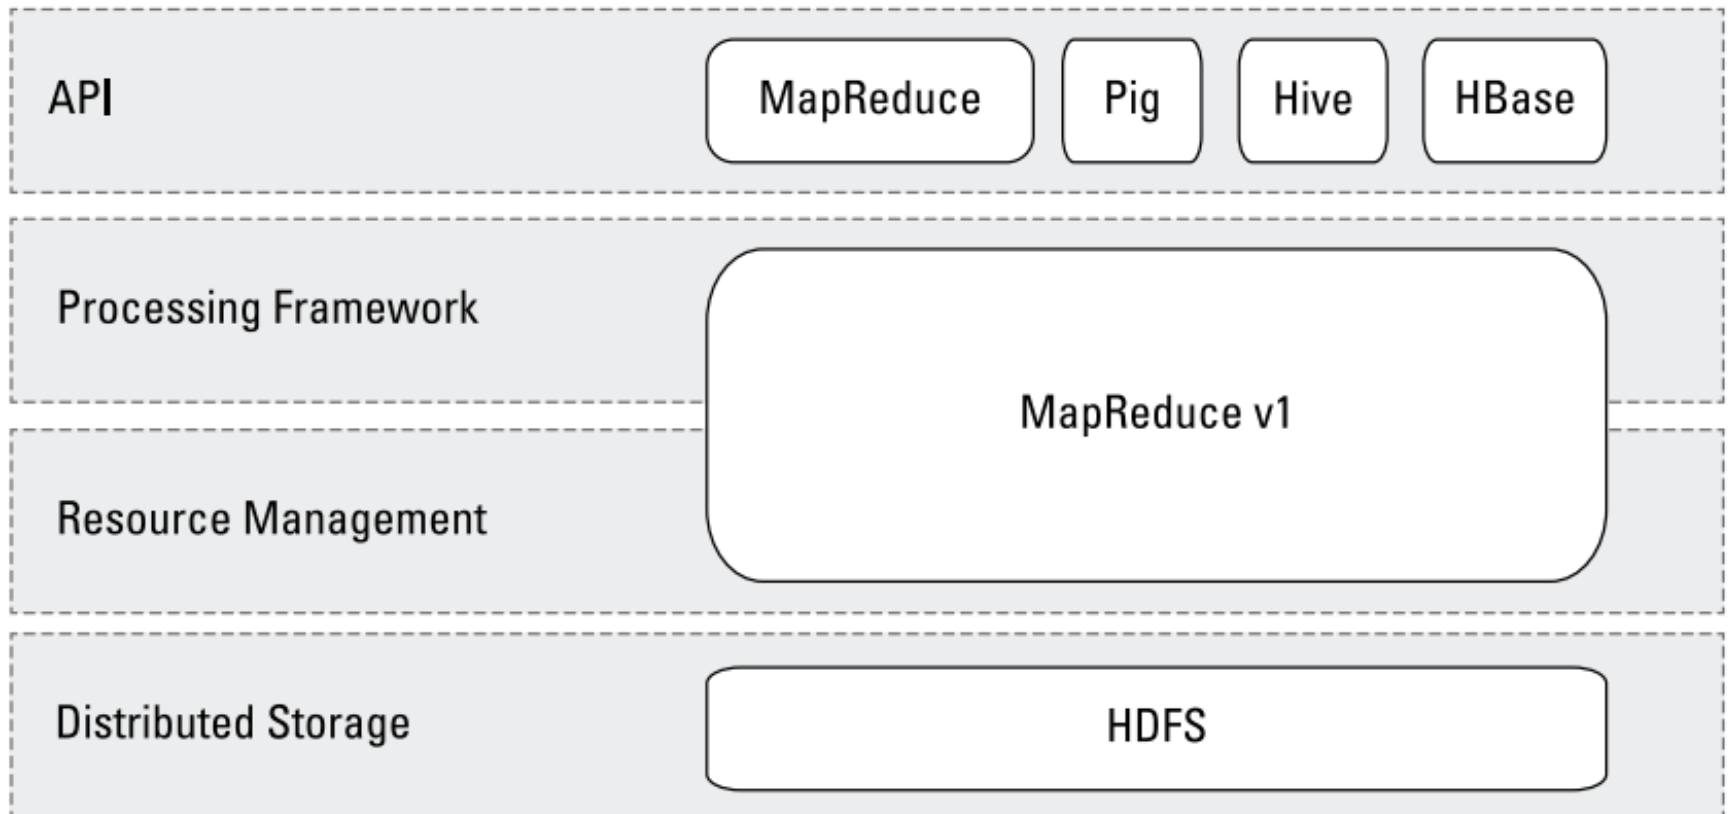 API
MapReduce
Pig
Hive
HBase
Processing Framework
MapReduce v1
Resource Management
Distributed Storage
HDFS